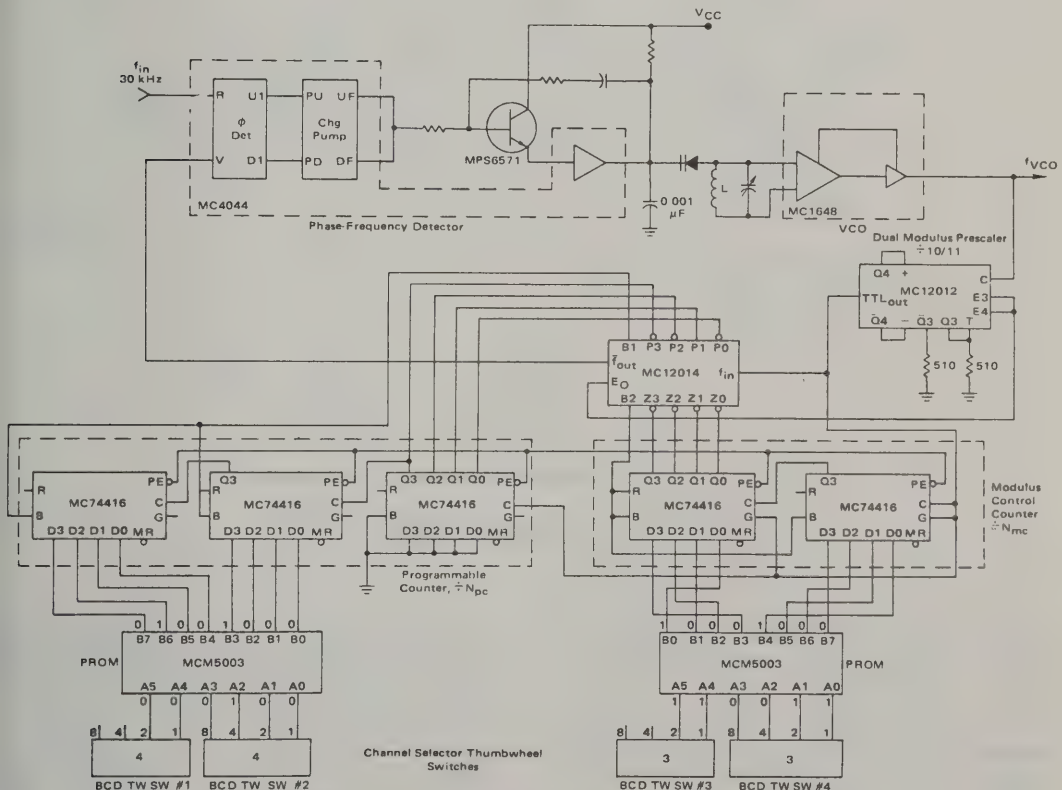 VCC
fin
30 kHz
R U1 PU UF
φ
Det
Chg
Pump
V D1 PD DF
MC4044
MPS6571
Phase-Frequency Detector
0 001
μF
L
MC1648
VCO
fVCO
Dual Modulus Prescaler
÷10/11
Q4 +
MC12012
C
TTLout
E3
E4
Q̄4 − Q̄3 Q3 T
510 510
B1 P3 P2 P1 P0
f̄out
MC12014
fin
E0
B2 Z3 Z2 Z1 Z0
R
MC74416
PE
C
B
G
D3 D2 D1 D0 MR
Q3
R
MC74416
PE
C
B
G
D3 D2 D1 D0 MR
Q3 Q2 Q1 Q0
R
MC74416
PE
C
B
G
D3 D2 D1 D0 MR
Q3 Q2 Q1 Q0
R
MC74416
PE
C
B
G
D3 D2 D1 D0 MR
Q3
R
MC74416
PE
C
B
G
D3 D2 D1 D0 MR
Modulus
Control
Counter
÷ Nmc
Programmable
Counter, ÷ Npc
0 1 0 0 1 0 0 0
B7 B6 B5 B4 B3 B2 B1 B0
PROM
MCM5003
A5 A4 A3 A2 A1 A0
0 0 0 1 0 0
8 4 2 1 8 4 2 1
4 4
BCD TW SW #1 BCD TW SW #2
Channel Selector Thumbwheel
Switches
1 0 0 0 1 0 0 0
B0 B1 B2 B3 B4 B5 B6 B7
MCM5003
PROM
A5 A4 A3 A2 A1 A0
1 1 0 0 1 1
8 4 2 1 8 4 2 1
3 3
BCD TW SW #3 BCD TW SW #4